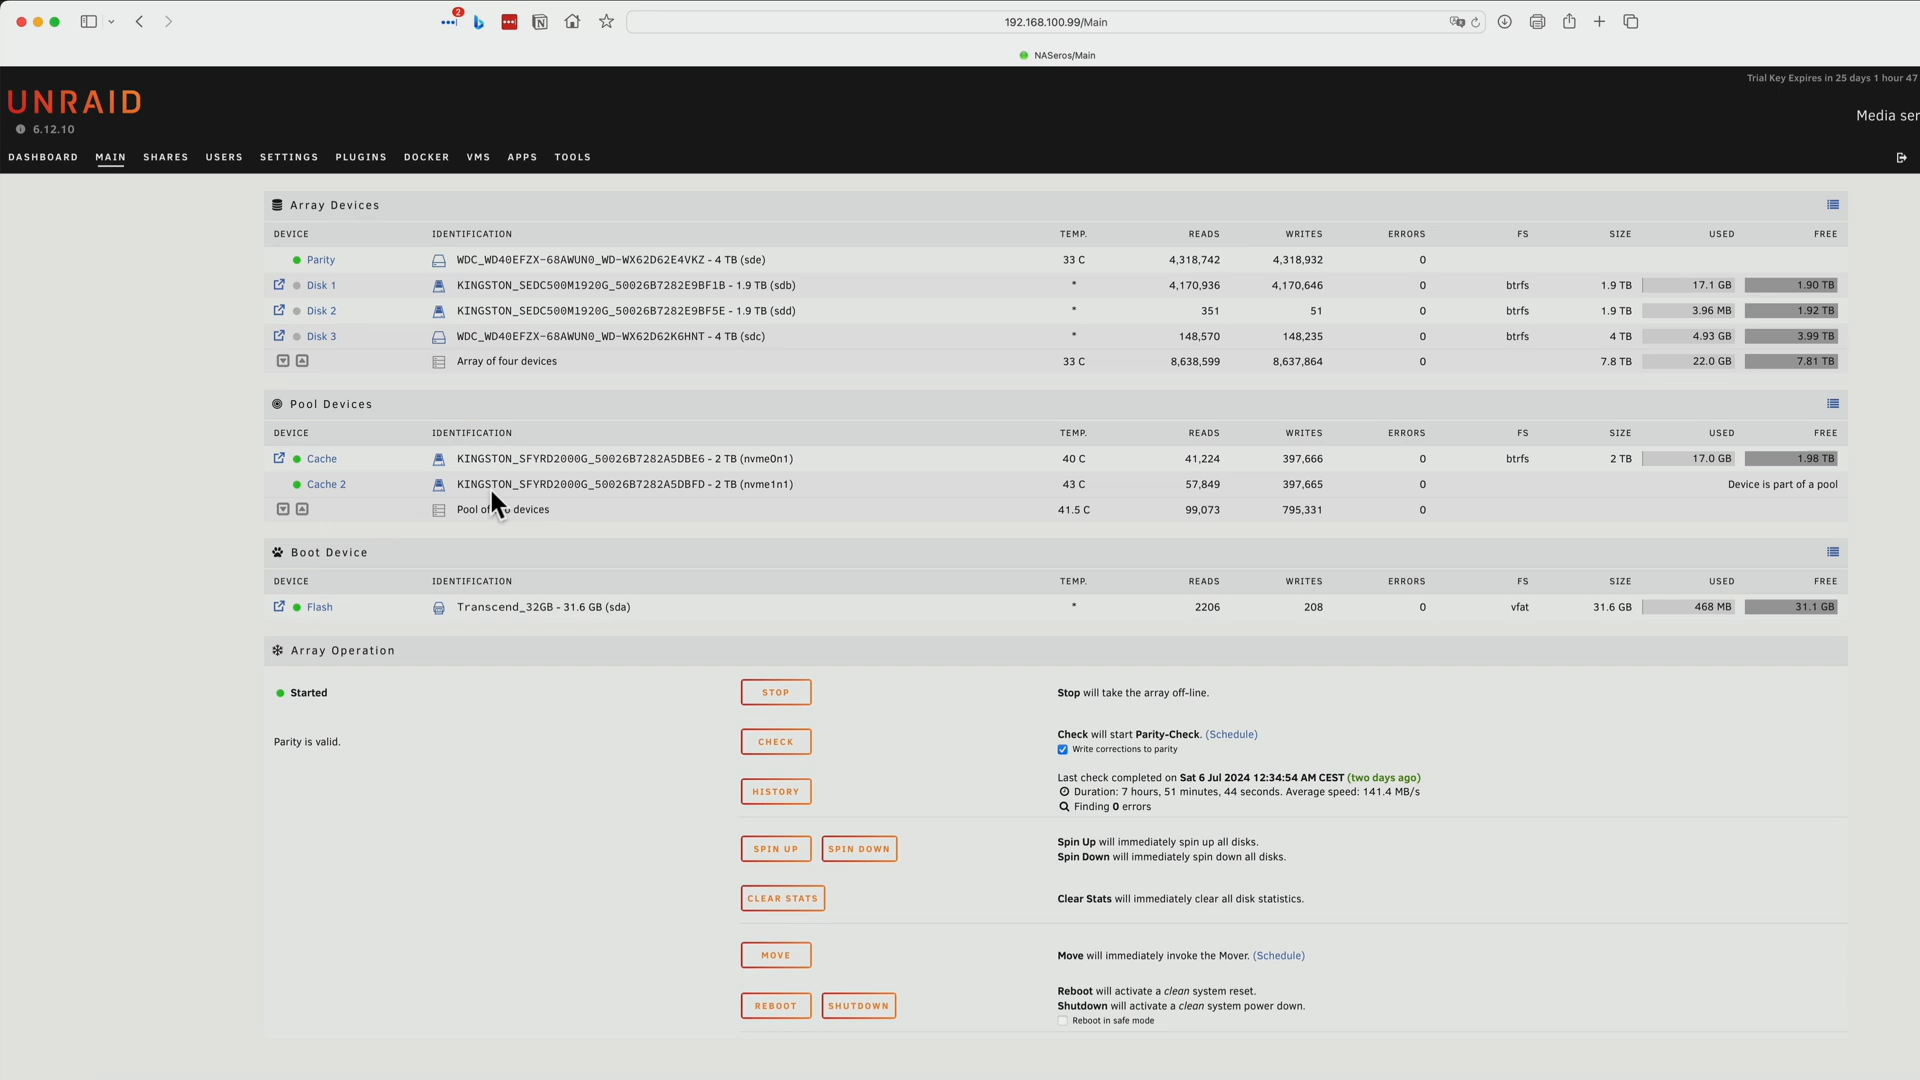 2
192.168.100.99/Main
NASeros/Main
Trial Key Expires in 25 days 1 hour 47
UNRAID
6.12.10
Media ser
DASHBOARD MAIN SHARES USERS SETTINGS PLUGINS DOCKER VMS APPS TOOLS
Array Devices
DEVICE IDENTIFICATION TEMP. READS WRITES ERRORS FS SIZE USED FREE
Parity WDC_WD40EFZX-68AWUN0_WD-WX62D62E4VKZ - 4 TB (sde) 33 C 4,318,742 4,318,932 0
Disk 1 KINGSTON_SEDC500M1920G_50026B7282E9BF1B - 1.9 TB (sdb) * 4,170,936 4,170,646 0 btrfs 1.9 TB 17.1 GB 1.90 TB
Disk 2 KINGSTON_SEDC500M1920G_50026B7282E9BF5E - 1.9 TB (sdd) * 351 51 0 btrfs 1.9 TB 3.96 MB 1.92 TB
Disk 3 WDC_WD40EFZX-68AWUN0_WD-WX62D62K6HNT - 4 TB (sdc) * 148,570 148,235 0 btrfs 4 TB 4.93 GB 3.99 TB
Array of four devices 33 C 8,638,599 8,637,864 0 7.8 TB 22.0 GB 7.81 TB
Pool Devices
DEVICE IDENTIFICATION TEMP. READS WRITES ERRORS FS SIZE USED FREE
Cache KINGSTON_SFYRD2000G_50026B7282A5DBE6 - 2 TB (nvme0n1) 40 C 41,224 397,666 0 btrfs 2 TB 17.0 GB 1.98 TB
Cache 2 KINGSTON_SFYRD2000G_50026B7282A5DBFD - 2 TB (nvme1n1) 43 C 57,849 397,665 0 Device is part of a pool
Pool of devices 41.5 C 99,073 795,331 0
Boot Device
DEVICE IDENTIFICATION TEMP. READS WRITES ERRORS FS SIZE USED FREE
Flash Transcend_32GB - 31.6 GB (sda) * 2206 208 0 vfat 31.6 GB 468 MB 31.1 GB
Array Operation
Started STOP Stop will take the array off-line.
Parity is valid. CHECK Check will start Parity-Check. (Schedule)
Write corrections to parity
HISTORY Last check completed on Sat 6 Jul 2024 12:34:54 AM CEST (two days ago)
Duration: 7 hours, 51 minutes, 44 seconds. Average speed: 141.4 MB/s
Finding 0 errors
SPIN UP SPIN DOWN Spin Up will immediately spin up all disks.
Spin Down will immediately spin down all disks.
CLEAR STATS Clear Stats will immediately clear all disk statistics.
MOVE Move will immediately invoke the Mover. (Schedule)
REBOOT SHUTDOWN Reboot will activate a clean system reset.
Shutdown will activate a clean system power down.
Reboot in safe mode